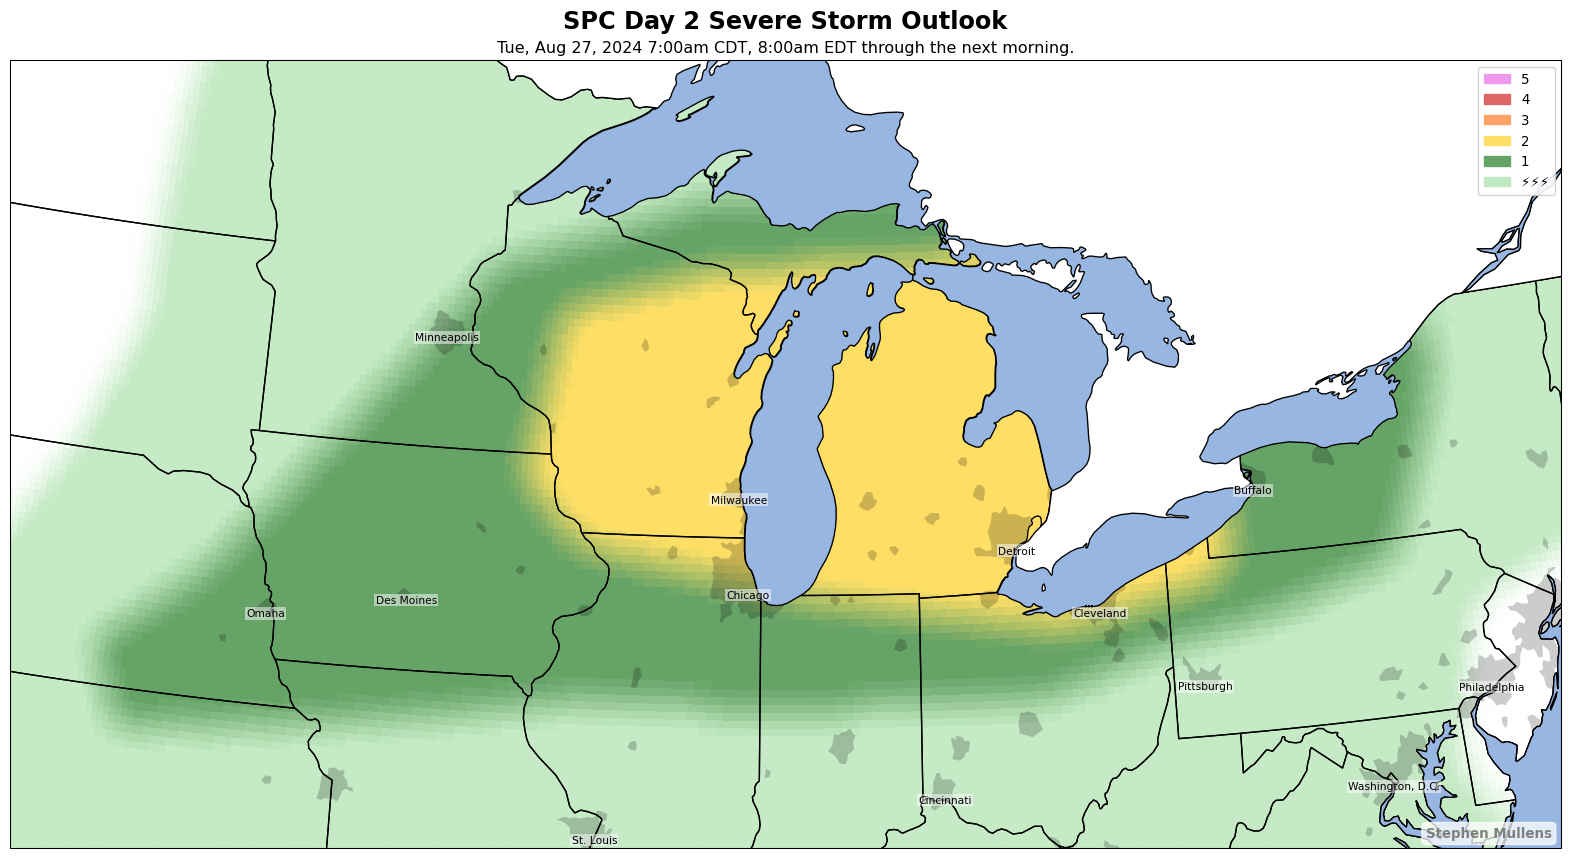 SPC Day 2 Severe Storm Outlook
Tue, Aug 27, 2024 7:00am CDT, 8:00am EDT through the next morning.
5
4
3
2
1
⚡⚡⚡
Minneapolis
Milwaukee
Buffalo
Detroit
Chicago
Des Moines
Omaha
Cleveland
Pittsburgh
Philadelphia
Washington, D.C.
Cincinnati
St. Louis
Stephen Mullens